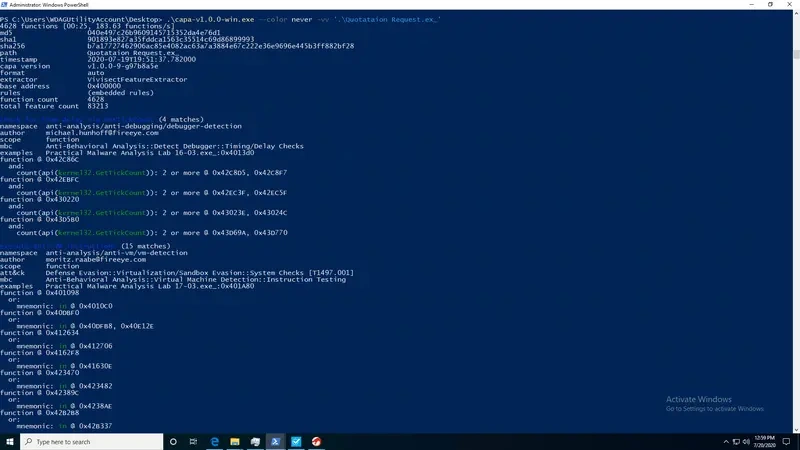 Administrator: Windows PowerShell
PS C:\Users\WDAGUtilityAccount\Desktop> .\capa-v1.0.0-win.exe --color never -vv '.\Quotataion Request.ex_'
4628 functions [00:25, 183.63 functions/s]
md5 040e497c26b9609145715352da4e76d1
sha1 901893e827a35fddca1563c35514c69d86899993
sha256 b7a17727462906ac85e4082ac63a7a3884e67c222e36e9696e445b3ff882bf28
path Quotataion Request.ex_
timestamp 2020-07-19T19:51:37.782000
capa version v1.0.0-9-g97b8a5e
format auto
extractor VivisectFeatureExtractor
base address 0x400000
rules (embedded rules)
function count 4628
total feature count 83213
(4 matches)
namespace anti-analysis/anti-debugging/debugger-detection
author michael.hunhoff@fireeye.com
scope function
mbc Anti-Behavioral Analysis::Detect Debugger::Timing/Delay Checks
examples Practical Malware Analysis Lab 16-03.exe_:0x4013d0
function @ 0x42C86C
and:
count(api(kernel32.GetTickCount)): 2 or more @ 0x42C8D5, 0x42C8F7
function @ 0x42EBFC
and:
count(api(kernel32.GetTickCount)): 2 or more @ 0x42EC3F, 0x42EC5F
function @ 0x430220
and:
count(api(kernel32.GetTickCount)): 2 or more @ 0x43023E, 0x43024C
function @ 0x43D5B0
and:
count(api(kernel32.GetTickCount)): 2 or more @ 0x43D69A, 0x43D770
(15 matches)
namespace anti-analysis/anti-vm/vm-detection
author moritz.raabe@fireeye.com
scope function
att&ck Defense Evasion::Virtualization/Sandbox Evasion::System Checks [T1497.001]
mbc Anti-Behavioral Analysis::Virtual Machine Detection::Instruction Testing
examples Practical Malware Analysis Lab 17-03.exe_:0x401A80
function @ 0x401098
or:
mnemonic: in @ 0x4010C0
function @ 0x40DBF0
or:
mnemonic: in @ 0x40DFB8, 0x40E12E
function @ 0x412634
or:
mnemonic: in @ 0x412706
function @ 0x4162F8
or:
mnemonic: in @ 0x41630E
function @ 0x423470
or:
mnemonic: in @ 0x423482
function @ 0x42389C
or:
mnemonic: in @ 0x4238AE
function @ 0x42B2B8
or:
mnemonic: in @ 0x42B337
Activate Windows
Go to Settings to activate Windows.
Type here to search
12:59 PM
7/20/2020